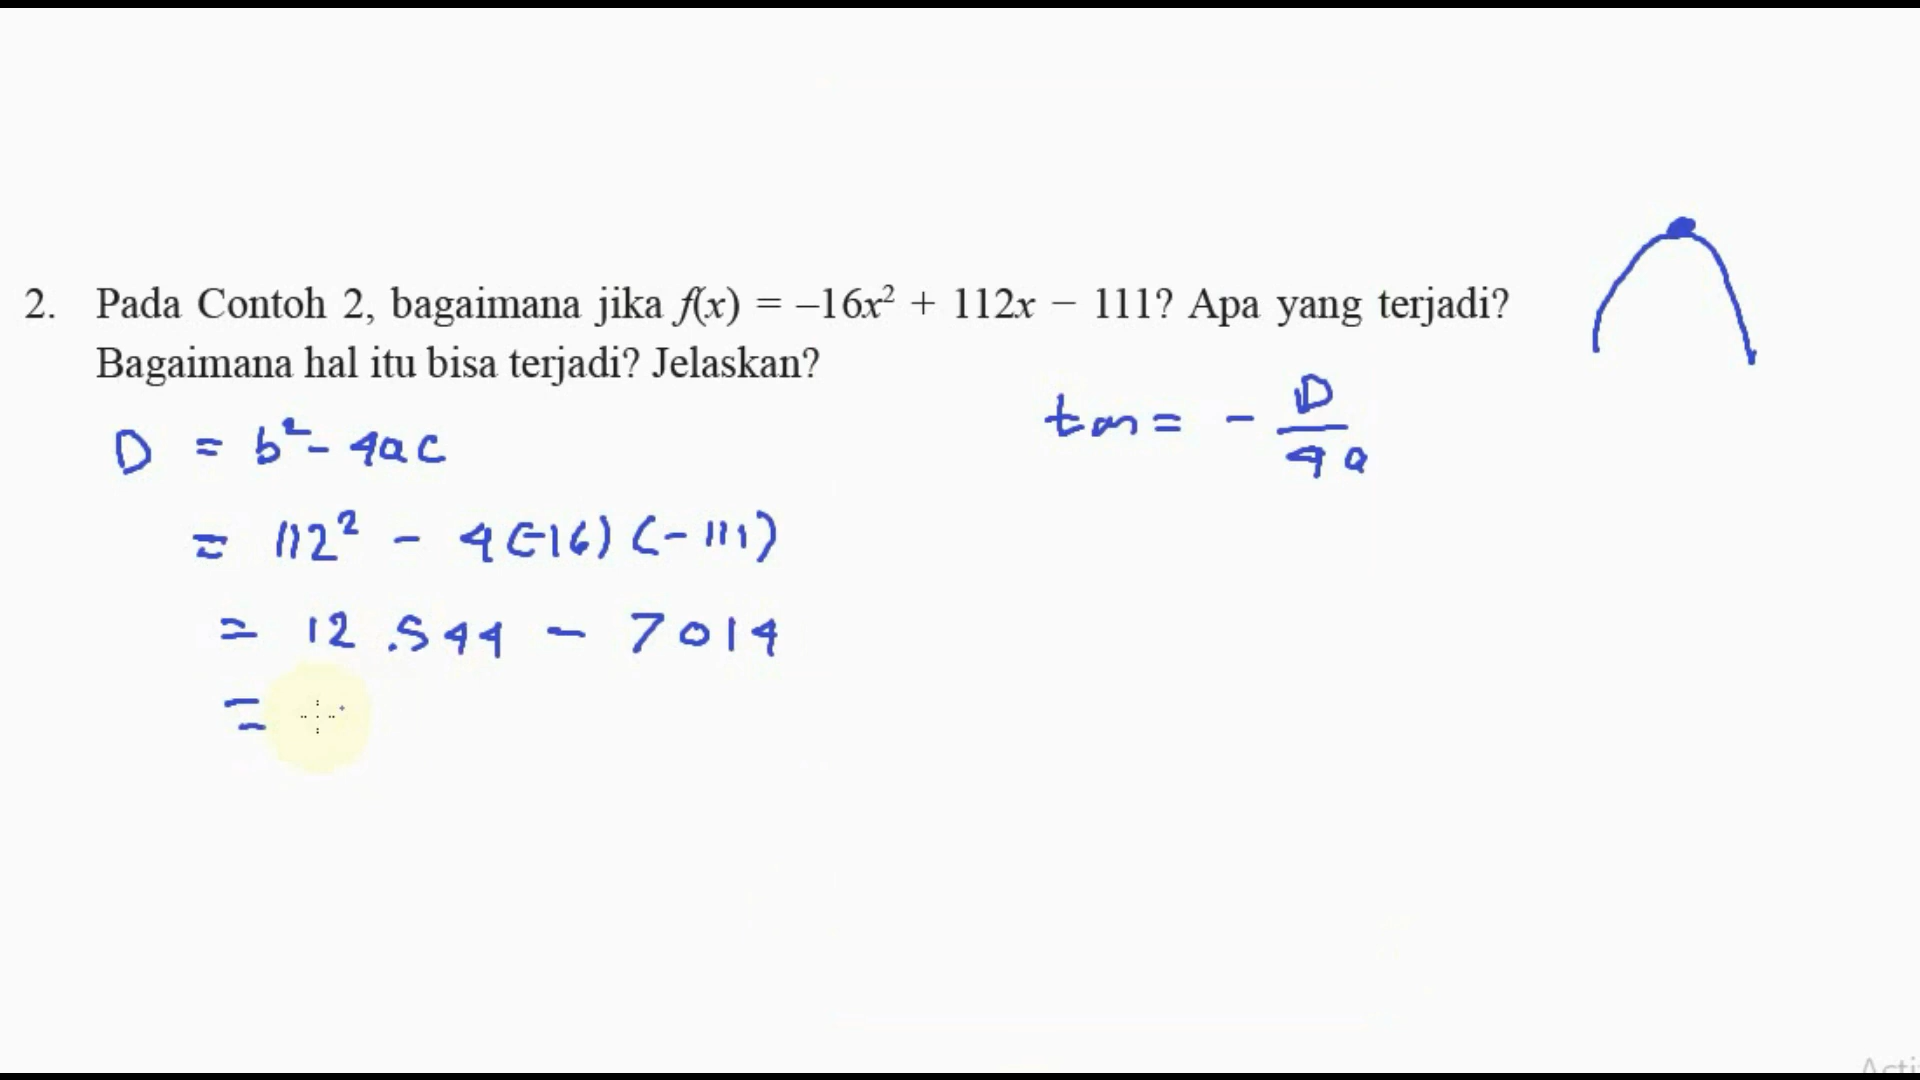 2. Pada Contoh 2, bagaimana jika f(x) = –16x² + 112x − 111? Apa yang terjadi?
Bagaimana hal itu bisa terjadi? Jelaskan?
D = b² - 4ac
= 112² - 4(-16)(-111)
= 12.544 - 7014
=
tm = - D/4a